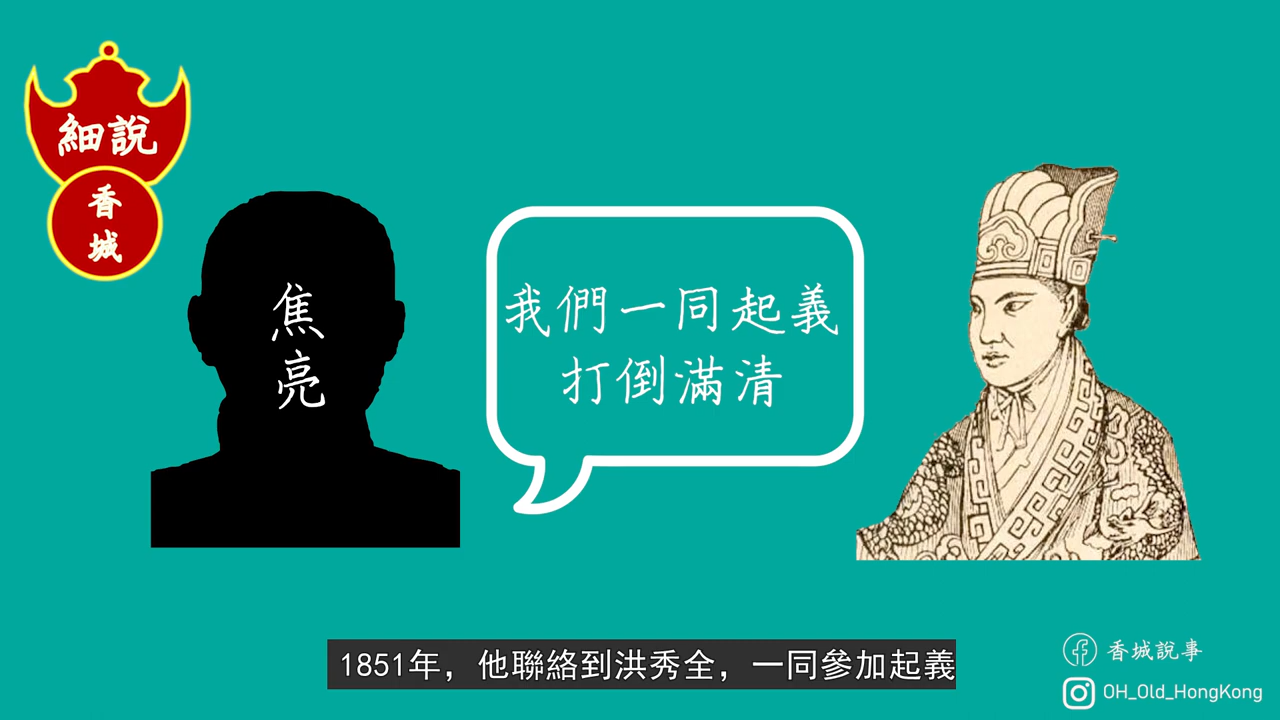 細說
香
城
焦
亮
我們一同起義
打倒滿清
1851年，他聯絡到洪秀全，一同參加起義
香城說事
OH_Old_HongKong